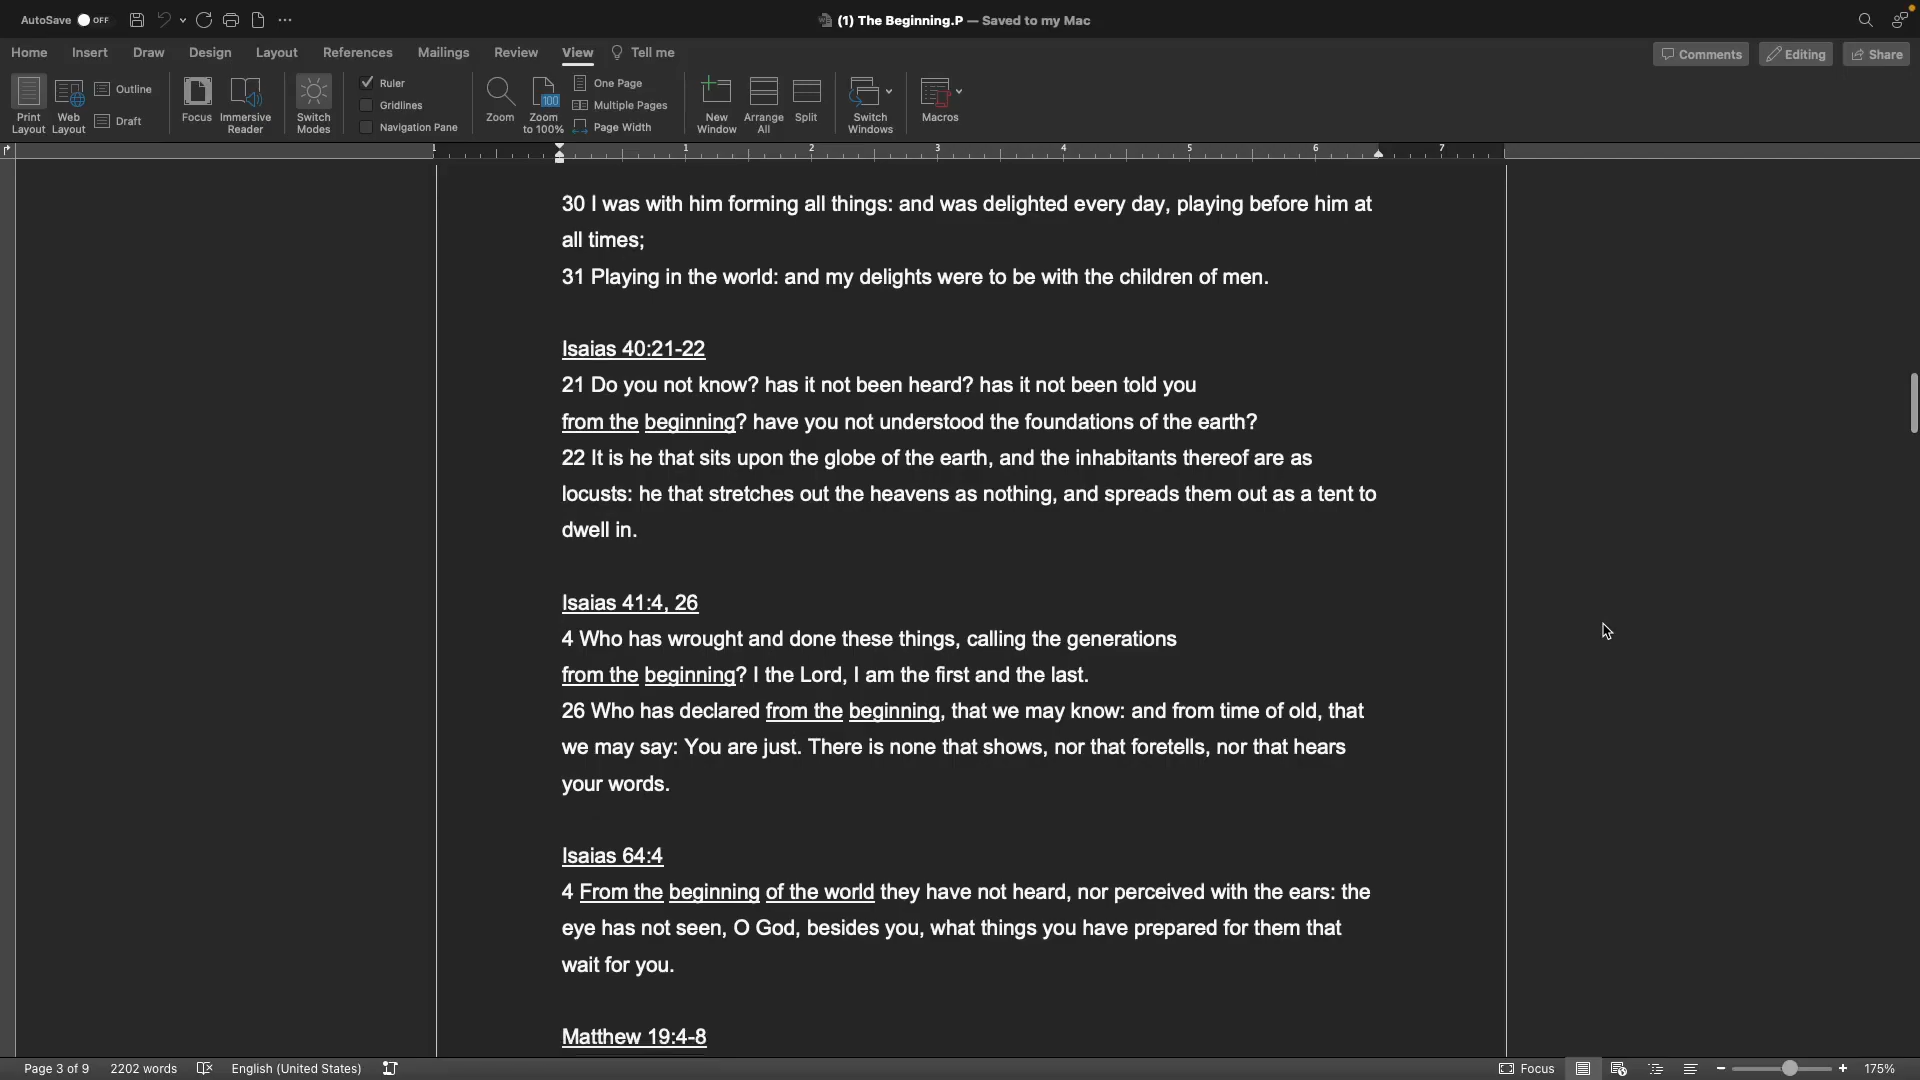 AutoSave OFF
(1) The Beginning.P — Saved to my Mac
Home Insert Draw Design Layout References Mailings Review View Tell me
Comments Editing Share
Print Layout
Web Layout
Outline
Draft
Focus
Immersive Reader
Switch Modes
Ruler
Gridlines
Navigation Pane
Zoom
Zoom to 100%
100
One Page
Multiple Pages
Page Width
New Window
Arrange All
Split
Switch Windows
Macros
1 1 2 3 4 5 6 7
30 I was with him forming all things: and was delighted every day, playing before him at
all times;
31 Playing in the world: and my delights were to be with the children of men.
Isaias 40:21-22
21 Do you not know? has it not been heard? has it not been told you
from the beginning? have you not understood the foundations of the earth?
22 It is he that sits upon the globe of the earth, and the inhabitants thereof are as
locusts: he that stretches out the heavens as nothing, and spreads them out as a tent to
dwell in.
Isaias 41:4, 26
4 Who has wrought and done these things, calling the generations
from the beginning? I the Lord, I am the first and the last.
26 Who has declared from the beginning, that we may know: and from time of old, that
we may say: You are just. There is none that shows, nor that foretells, nor that hears
your words.
Isaias 64:4
4 From the beginning of the world they have not heard, nor perceived with the ears: the
eye has not seen, O God, besides you, what things you have prepared for them that
wait for you.
Matthew 19:4-8
Page 3 of 9 2202 words English (United States) Focus 175%